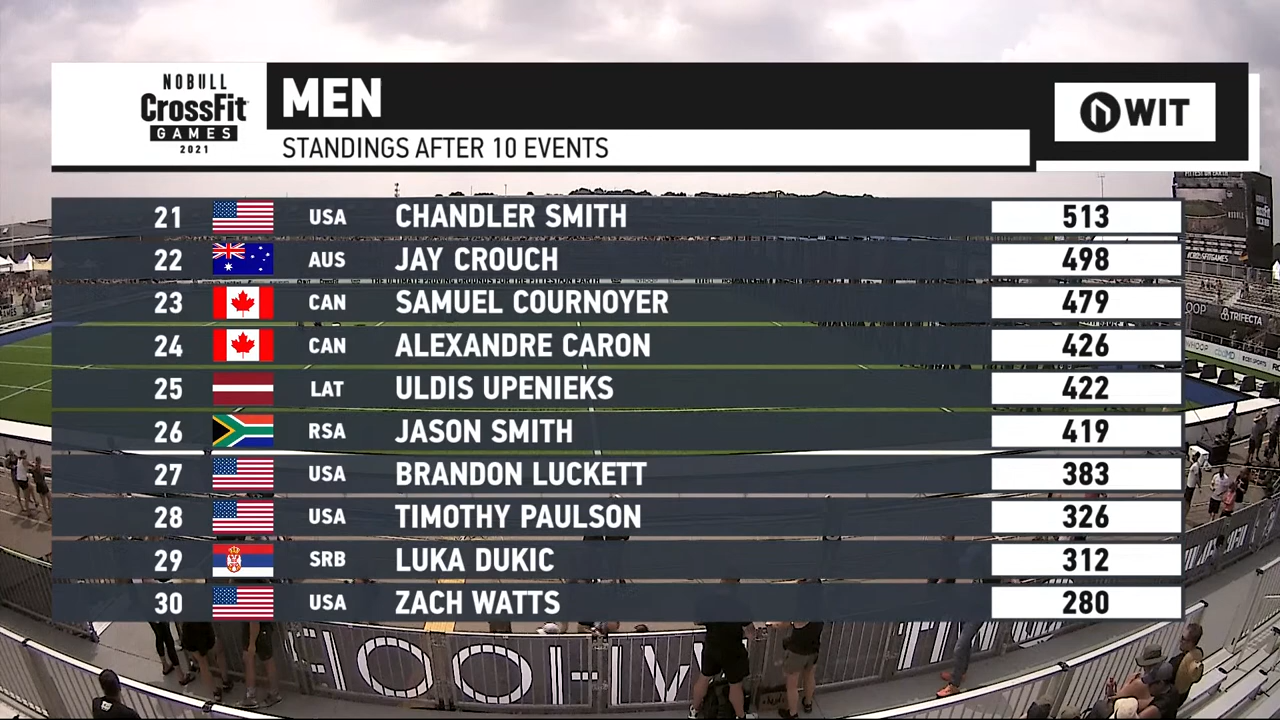 NOBULL
CrossFit
GAMES
2021
MEN
STANDINGS AFTER 10 EVENTS
WIT
21 USA CHANDLER SMITH 513
22 AUS JAY CROUCH 498
23 CAN SAMUEL COURNOYER 479
24 CAN ALEXANDRE CARON 426
25 LAT ULDIS UPENIEKS 422
26 RSA JASON SMITH 419
27 USA BRANDON LUCKETT 383
28 USA TIMOTHY PAULSON 326
29 SRB LUKA DUKIC 312
30 USA ZACH WATTS 280
TRIFECTA
WHOOP